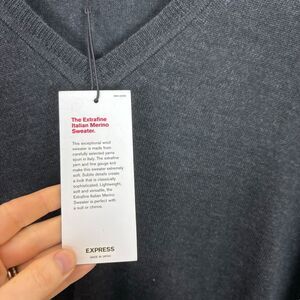 The Extrafine
Italian Merino
Sweater.
This exceptional wool
sweater is made from
carefully selected yarns
spun in Italy. The extrafine
yarn and fine gauge knit
make this sweater extremely
soft. Subtle details create
a look that is classically
sophisticated. Lightweight,
soft and versatile, the
Extrafine Italian Merino
Sweater is perfect with
a suit or chinos.
EXPRESS